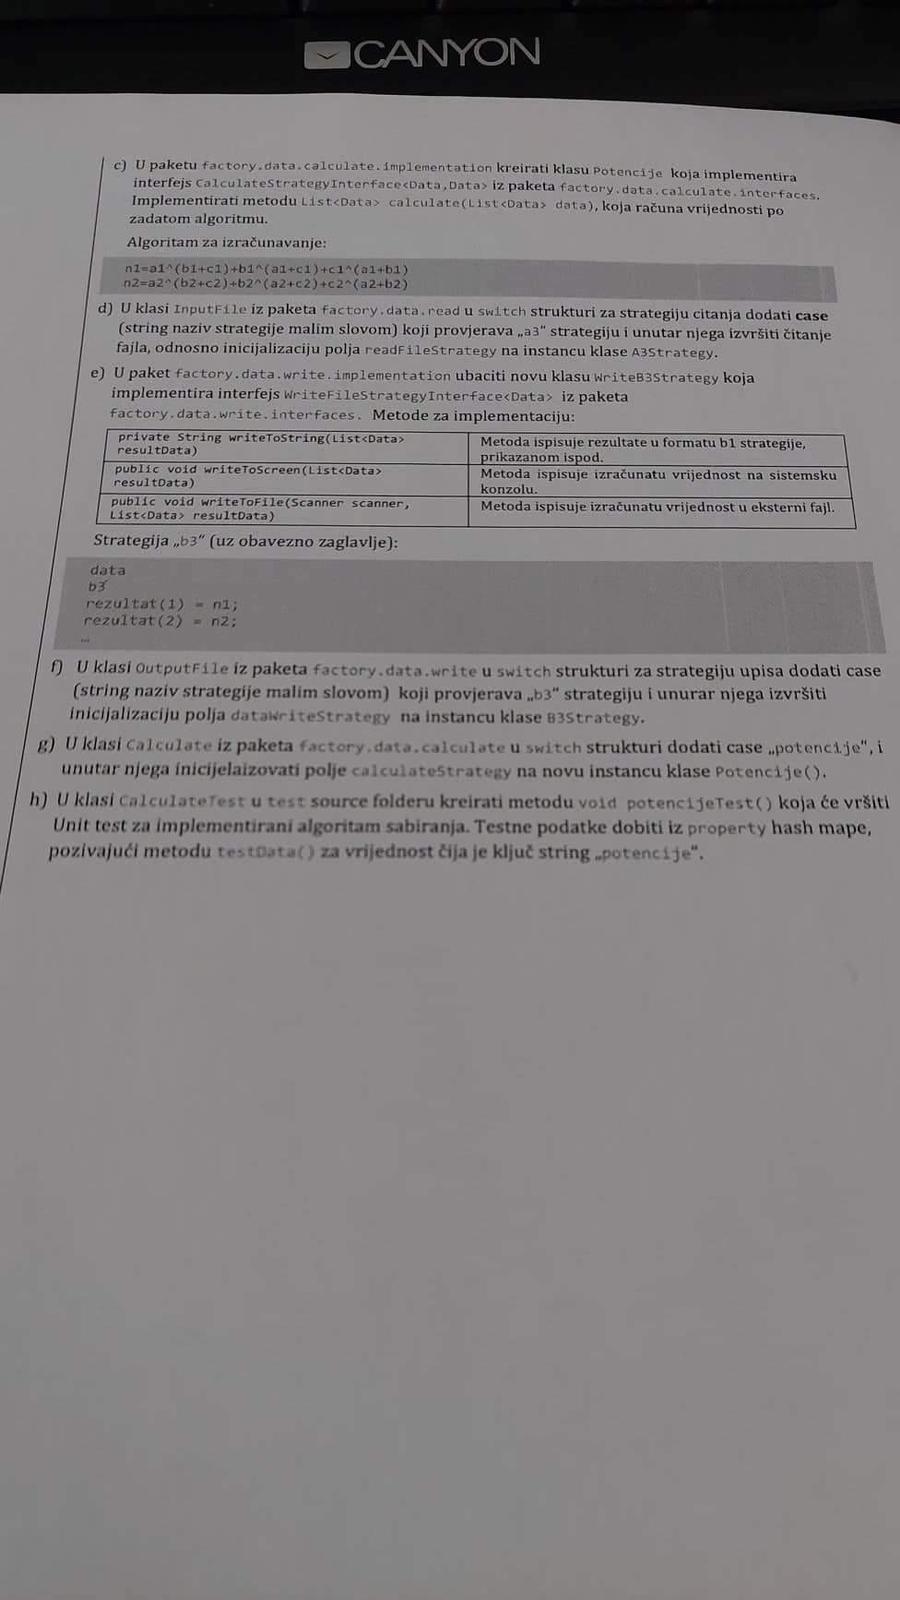 CANYON
c) U paketu factory.data.calculate.implementation kreirati klasu Potencije koja implementira
interfejs CalculateStrategyInterface<Data,Data> iz paketa factory.data.calculate.interfaces.
Implementirati metodu List<Data> calculate(List<Data> data), koja računa vrijednosti po
zadatom algoritmu.
Algoritam za izračunavanje:
n1=a1^(b1+c1)+b1^(a1+c1)+c1^(a1+b1)
n2=a2^(b2+c2)+b2^(a2+c2)+c2^(a2+b2)
d) U klasi InputFile iz paketa factory.data.read u switch strukturi za strategiju citanja dodati case
(string naziv strategije malim slovom) koji provjerava „a3“ strategiju i unutar njega izvršiti čitanje
fajla, odnosno inicijalizaciju polja readFileStrategy na instancu klase A3Strategy.
e) U paket factory.data.write.implementation ubaciti novu klasu WriteB3Strategy koja
implementira interfejs WriteFileStrategyInterface<Data> iz paketa
factory.data.write.interfaces. Metode za implementaciju:
private String writeToString(List<Data>
resultData)
Metoda ispisuje rezultate u formatu b1 strategije,
prikazanom ispod.
public void writeToScreen(List<Data>
resultData)
Metoda ispisuje izračunatu vrijednost na sistemsku
konzolu.
public void writeToFile(Scanner scanner,
List<Data> resultData)
Metoda ispisuje izračunatu vrijednost u eksterni fajl.
Strategija „b3“ (uz obavezno zaglavlje):
data
b3
rezultat(1) = n1;
rezultat(2) = n2;
…
f) U klasi OutputFile iz paketa factory.data.write u switch strukturi za strategiju upisa dodati case
(string naziv strategije malim slovom) koji provjerava „b3“ strategiju i unurar njega izvršiti
inicijalizaciju polja dataWriteStrategy na instancu klase B3Strategy.
g) U klasi Calculate iz paketa factory.data.calculate u switch strukturi dodati case „potencije“, i
unutar njega inicijelaizovati polje calculateStrategy na novu instancu klase Potencije().
h) U klasi CalculateTest u test source folderu kreirati metodu void potencijeTest() koja će vršiti
Unit test za implementirani algoritam sabiranja. Testne podatke dobiti iz property hash mape,
pozivajući metodu testData() za vrijednost čija je ključ string „potencije“.